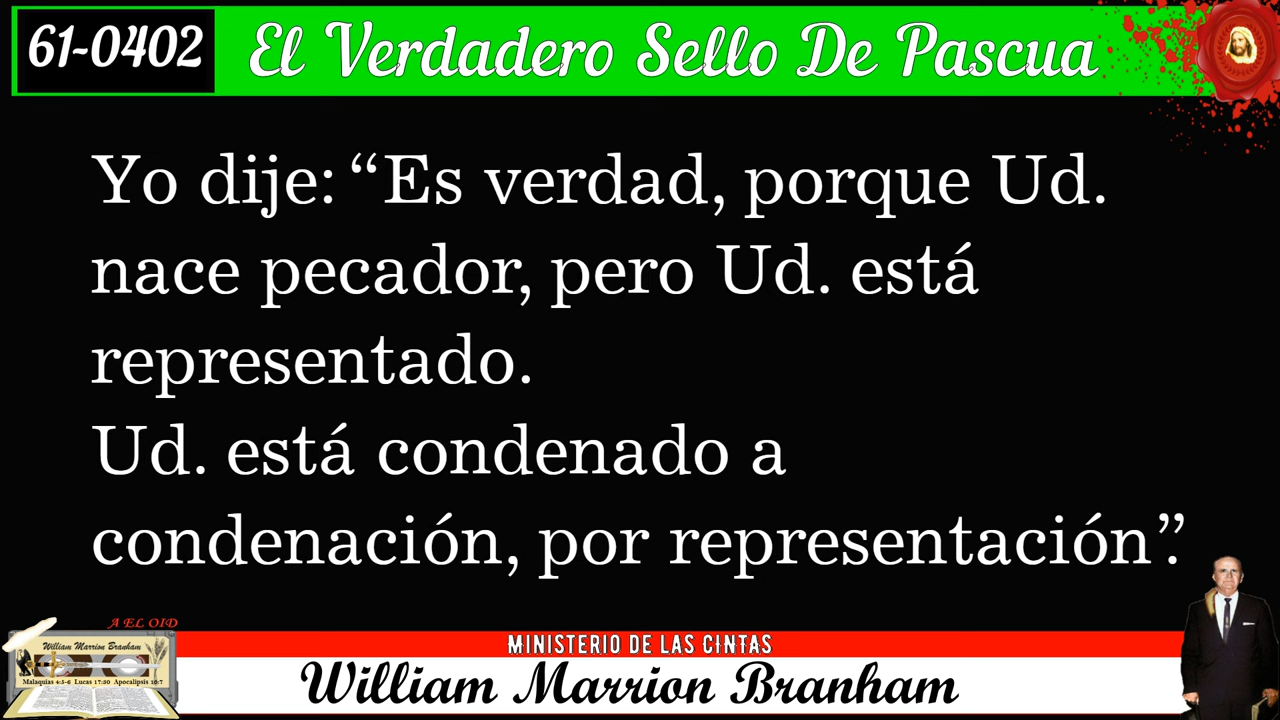 61-0402
El Verdadero Sello De Pascua
Yo dije: “Es verdad, porque Ud.
nace pecador, pero Ud. está
representado.
Ud. está condenado a
condenación, por representación”.
A EL OID
William Marrion Branham
Malaquias 4:5-6 Lucas 17:30 Apocalipsis 10:7
MINISTERIO DE LAS CINTAS
William Marrion Branham